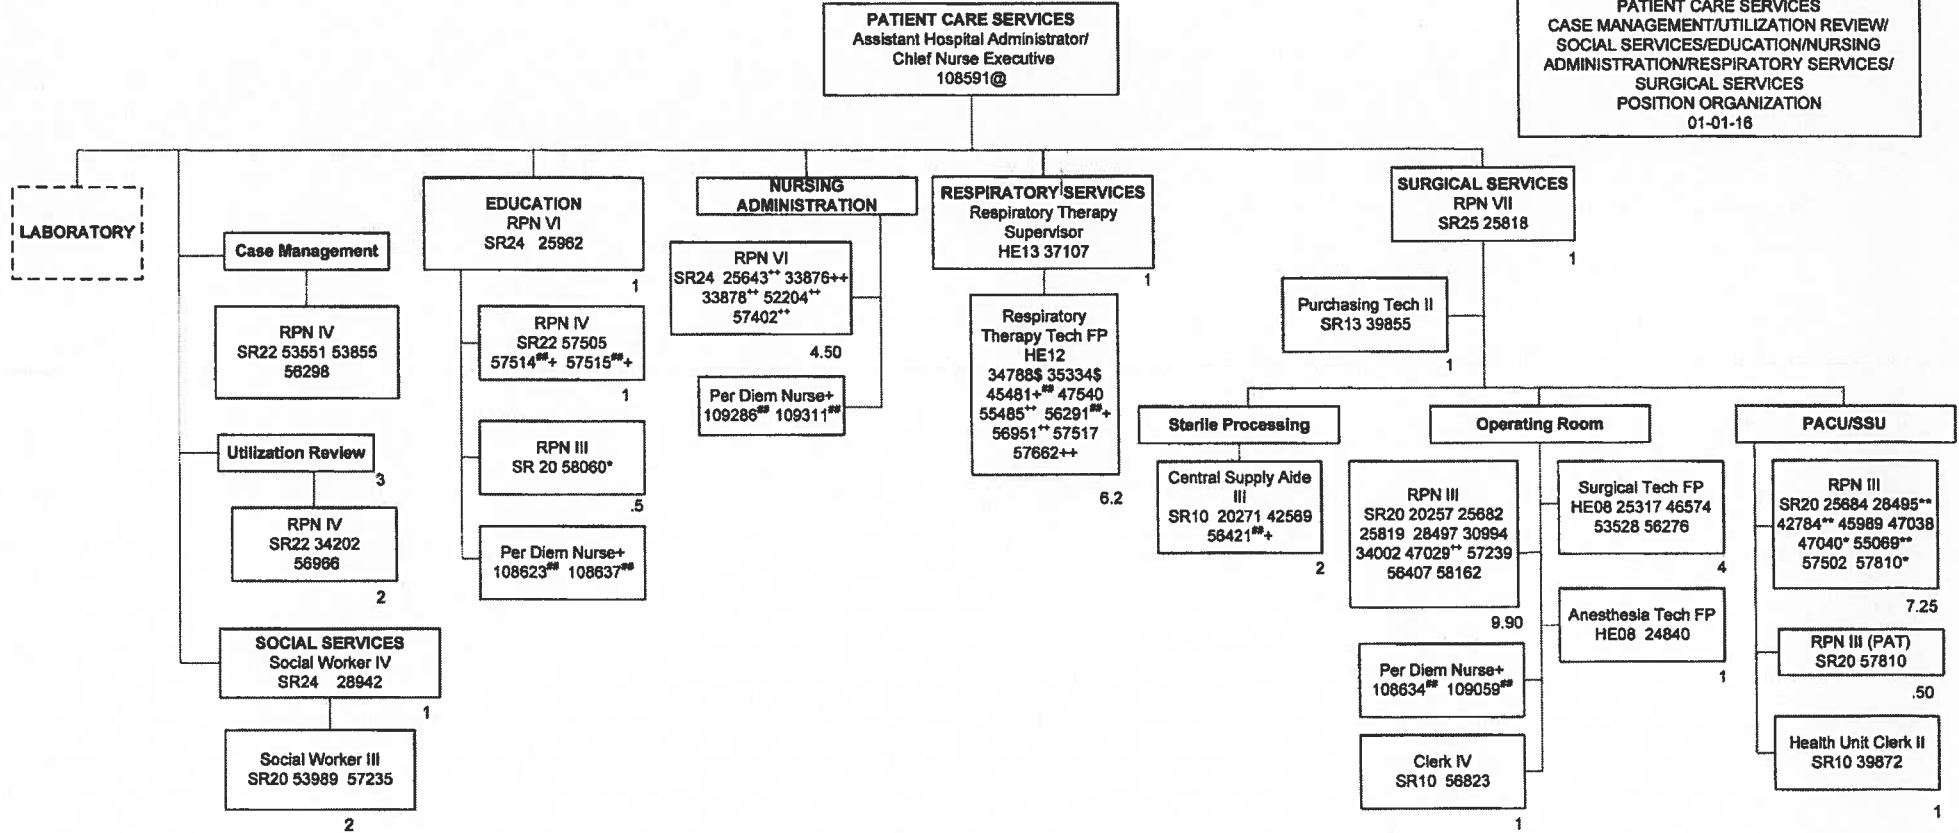 PATIENT CARE SERVICES
Assistant Hospital Administrator/
Chief Nurse Executive
108591@
PATIENT CARE SERVICES
CASE MANAGEMENT/UTILIZATION REVIEW/
SOCIAL SERVICES/EDUCATION/NURSING
ADMINISTRATION/RESPIRATORY SERVICES/
SURGICAL SERVICES
POSITION ORGANIZATION
01-01-16
LABORATORY
Case Management
RPN IV
SR22 53551 53855
56298
3
Utilization Review
RPN IV
SR22 34202
56966
2
SOCIAL SERVICES
Social Worker IV
SR24 28942
1
Social Worker III
SR20 53989 57235
2
EDUCATION
RPN VI
SR24 25962
1
RPN IV
SR22 57505
57514##+ 57515##+
1
RPN III
SR 20 58060*
.5
Per Diem Nurse+
108623## 108637##
NURSING
ADMINISTRATION
RPN VI
SR24 25643++ 33876++
33878++ 52204++
57402++
4.50
Per Diem Nurse+
109286## 109311##
RESPIRATORY SERVICES
Respiratory Therapy
Supervisor
HE13 37107
1
Respiratory
Therapy Tech FP
HE12
34788$ 35334$
45481+## 47540
55485++ 56291##+
56951++ 57517
57662++
6.2
SURGICAL SERVICES
RPN VII
SR25 25818
1
Purchasing Tech II
SR13 39855
1
Sterile Processing
Central Supply Aide
III
SR10 20271 42569
56421##+
2
Operating Room
RPN III
SR20 20257 25682
25819 28497 30994
34002 47029++ 57239
56407 58162
9.90
Per Diem Nurse+
108634## 109059##
Clerk IV
SR10 56823
1
Surgical Tech FP
HE08 25317 46574
53528 56276
4
Anesthesia Tech FP
HE08 24840
1
PACU/SSU
RPN III
SR20 25684 28495**
42784** 45989 47038
47040* 55069**
57502 57810*
7.25
RPN III (PAT)
SR20 57810
.50
Health Unit Clerk II
SR10 39872
1